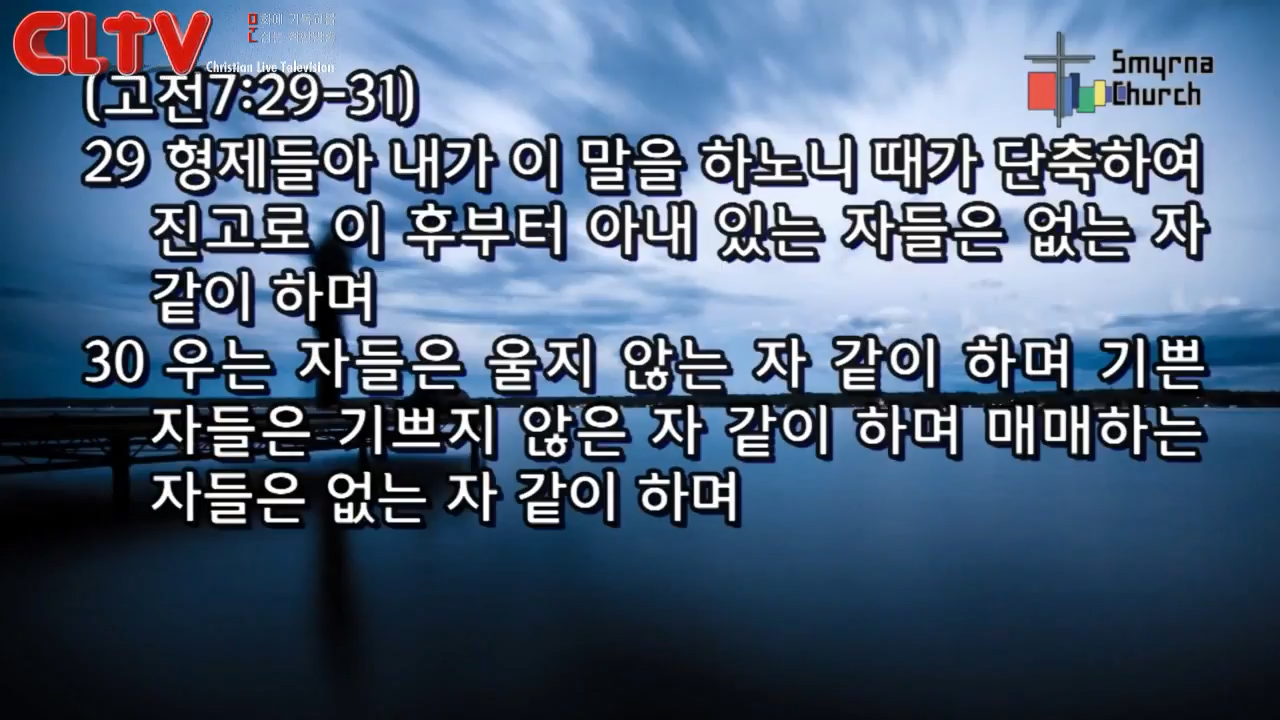 CLTV
Christian Live Television
Smyrna
Church
(고전7:29-31)
29 형제들아 내가 이 말을 하노니 때가 단축하여
진고로 이 후부터 아내 있는 자들은 없는 자
같이 하며
30 우는 자들은 울지 않는 자 같이 하며 기쁜
자들은 기쁘지 않은 자 같이 하며 매매하는
자들은 없는 자 같이 하며